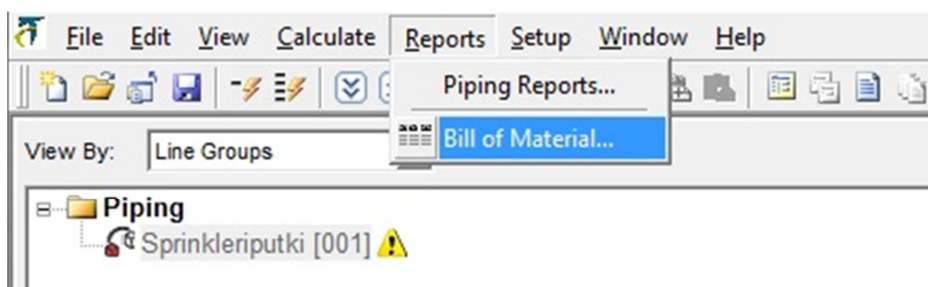 File Edit View Calculate Reports Setup Window Help
Piping Reports...
View By: Line Groups
Bill of Material...
Piping
Sprinkleriputki [001]